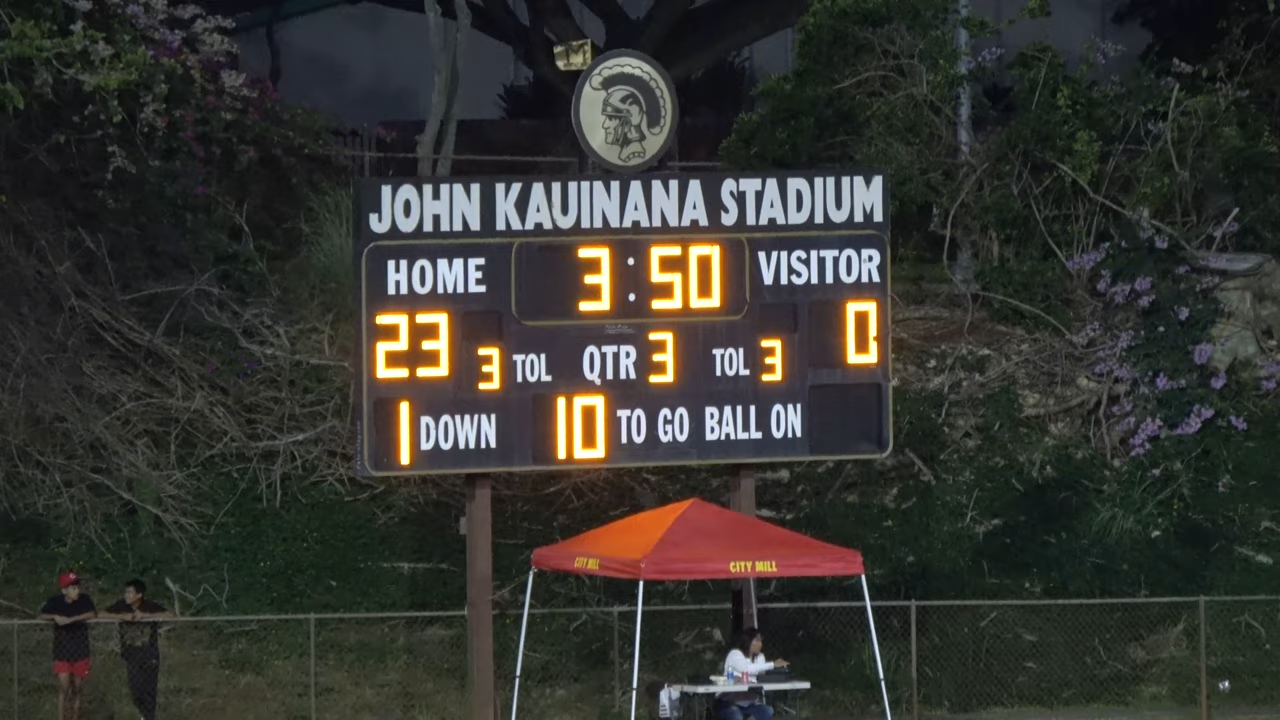 JOHN KAUINANA STADIUM
HOME 3:50 VISITOR
23 3 TOL QTR 3 TOL 3 0
1 DOWN 10 TO GO BALL ON
CITY MILL CITY MILL